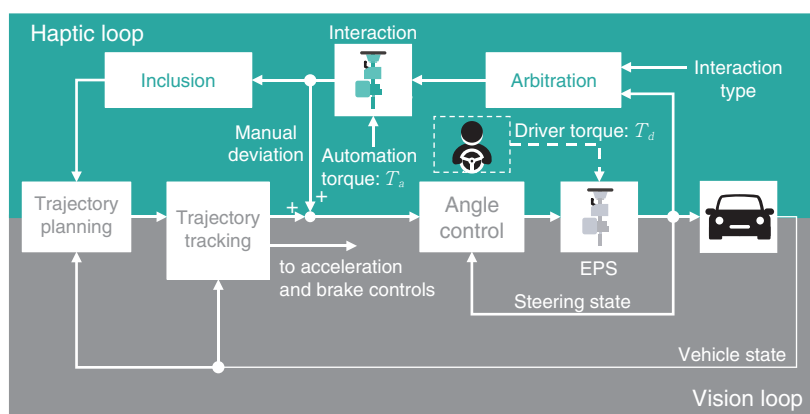 Haptic loop
Interaction
Inclusion
Arbitration
Interaction
type
Manual
deviation
Automation
torque: Tₐ
Driver torque: T_d
Trajectory
planning
Trajectory
tracking
+
+
Angle
control
EPS
to acceleration
and brake controls
Steering state
Vehicle state
Vision loop